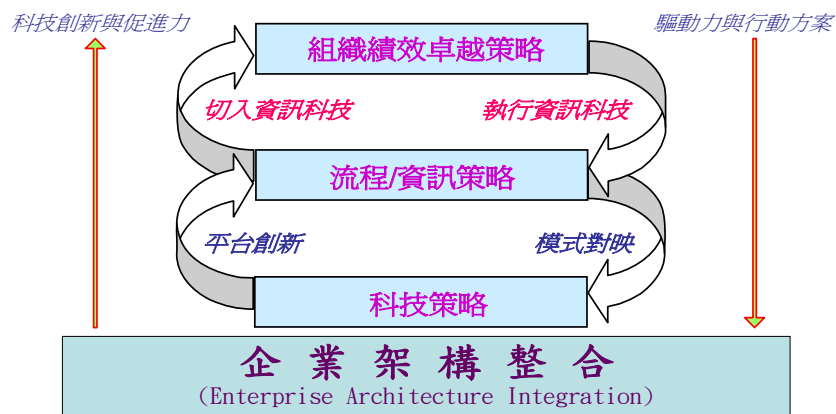 科技創新與促進力
驅動力與行動方案
組織績效卓越策略
切入資訊科技
執行資訊科技
流程/資訊策略
平台創新
模式對映
科技策略
企業架構整合
(Enterprise Architecture Integration)